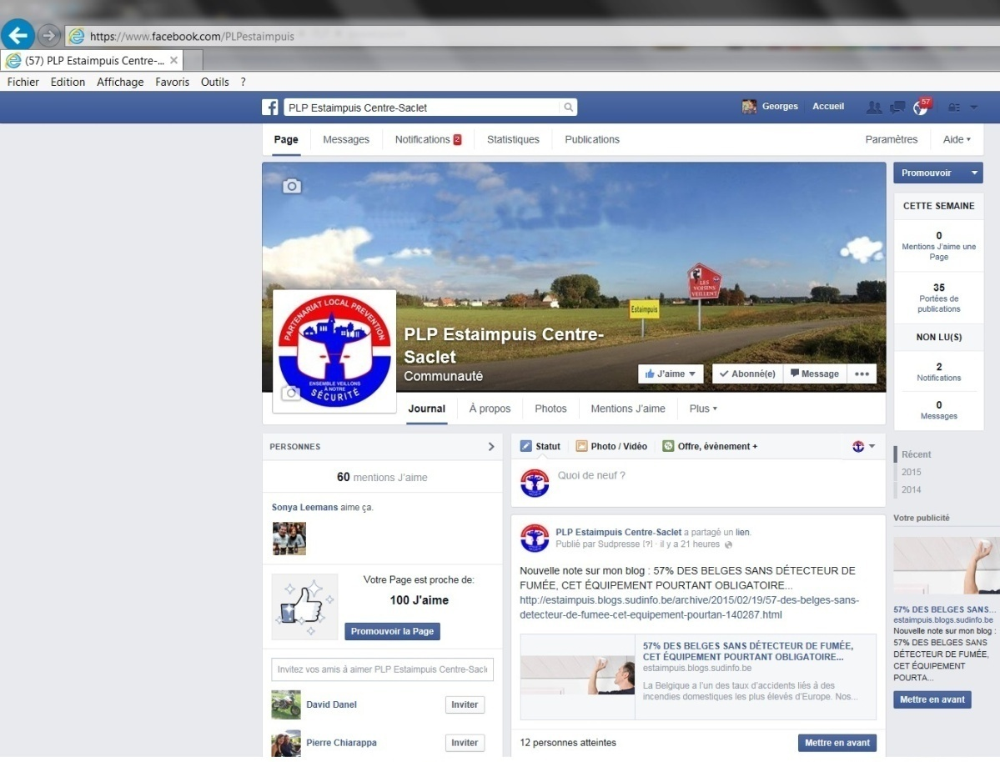 https://www.facebook.com/PLPestaimpuis
(57) PLP Estaimpuis Centre-...
Fichier Edition Affichage Favoris Outils ?
PLP Estaimpuis Centre-Saclet
Georges Accueil 57
Page Messages Notifications 2 Statistiques Publications Paramètres Aide
Promouvoir
CETTE SEMAINE
0
Mentions J'aime une
Page
35
Portées de
publications
NON LU(S)
2
Notifications
0
Messages
LES
VOISINS
VEILLENT
Estaimpuis
PARTENARIAT LOCAL PREVENTION
ENSEMBLE VEILLONS
À NOTRE
SÉCURITÉ
PLP Estaimpuis Centre-
Saclet
Communauté
J'aime Abonné(e) Message
Journal À propos Photos Mentions J'aime Plus
PERSONNES
60 mentions J'aime
Sonya Leemans aime ça.
Votre Page est proche de:
100 J'aime
Promouvoir la Page
Invitez vos amis à aimer PLP Estaimpuis Centre-Sacle
David Danel Inviter
Pierre Chiarappa Inviter
Statut Photo / Vidéo Offre, évènement +
Quoi de neuf ?
PLP Estaimpuis Centre-Saclet a partagé un lien.
Publié par Sudpresse [?] · il y a 21 heures
Nouvelle note sur mon blog : 57% DES BELGES SANS DÉTECTEUR DE
FUMÉE, CET ÉQUIPEMENT POURTANT OBLIGATOIRE...
http://estaimpuis.blogs.sudinfo.be/archive/2015/02/19/57-des-belges-sans-
detecteur-de-fumee-cet-equipement-pourtan-140287.html
57% DES BELGES SANS DÉTECTEUR DE FUMÉE,
CET ÉQUIPEMENT POURTANT OBLIGATOIRE...
estaimpuis.blogs.sudinfo.be
La Belgique a l'un des taux d'accidents liés à des
incendies domestiques les plus élevés d'Europe. Nos...
12 personnes atteintes Mettre en avant
Récent
2015
2014
Votre publicité
57% DES BELGES SANS...
estaimpuis.blogs.sudinfo.be
Nouvelle note sur mon blog :
57% DES BELGES SANS
DÉTECTEUR DE FUMÉE,
CET ÉQUIPEMENT
POURTA...
Mettre en avant